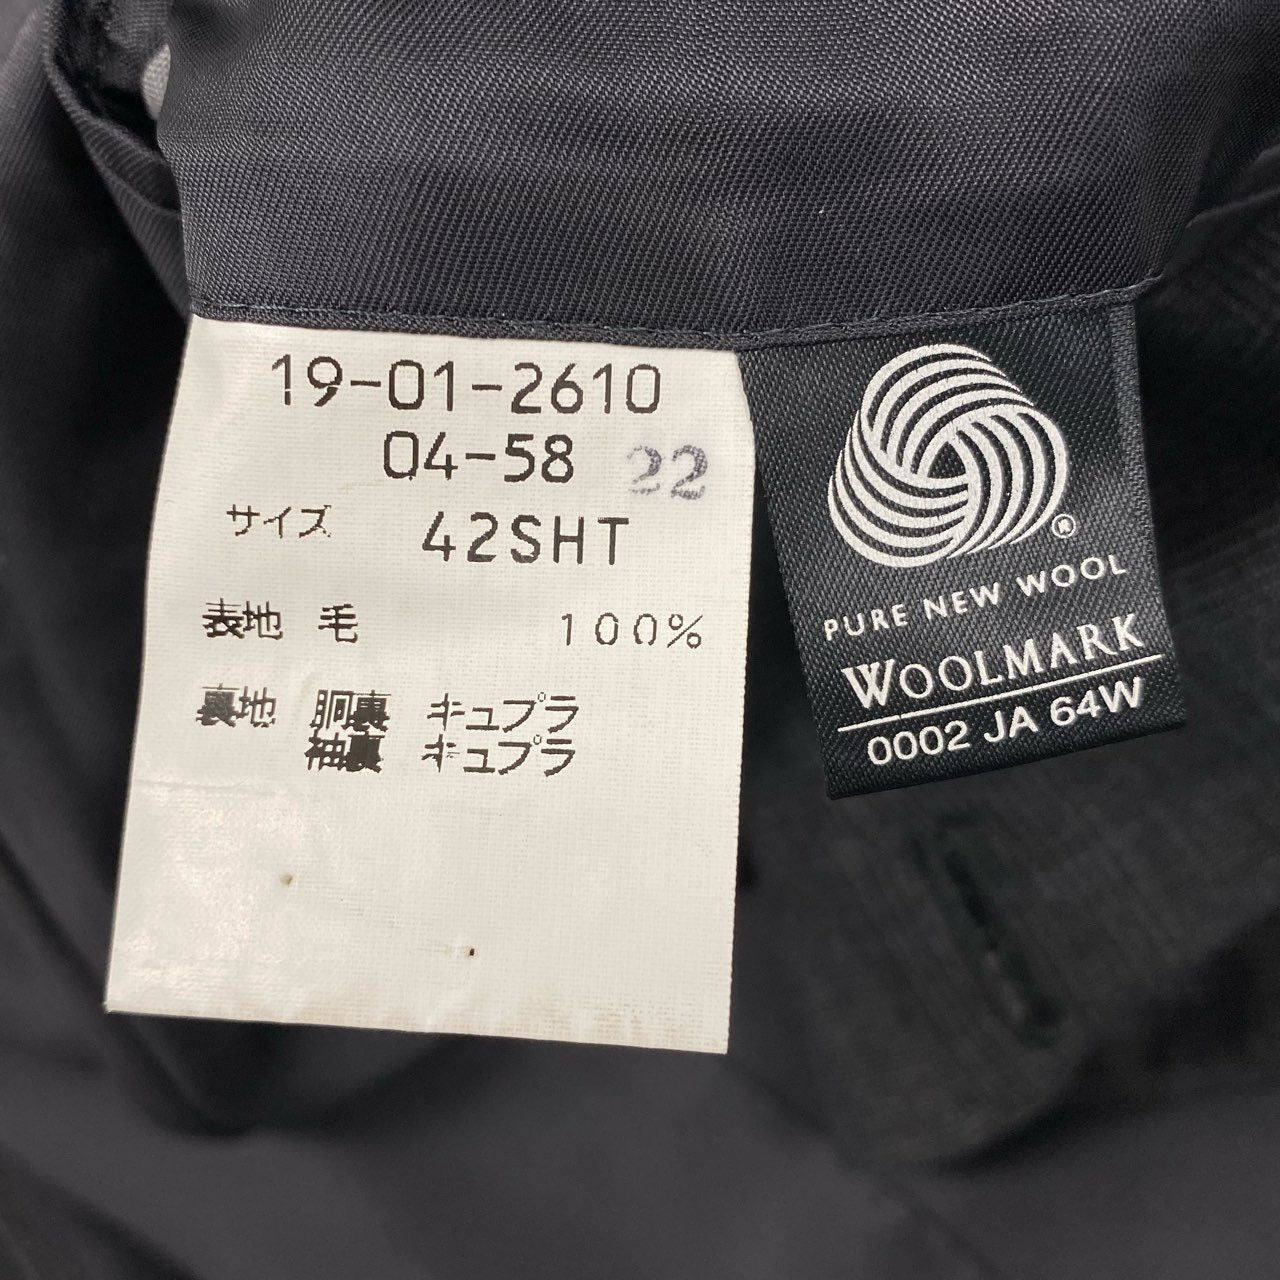 19-01-2610
04-58 22
サイズ 42SHT
表地 毛 100%
裏地 胴裏 キュプラ
袖裏 キュプラ
®
PURE NEW WOOL
WOOLMARK
0002 JA 64W